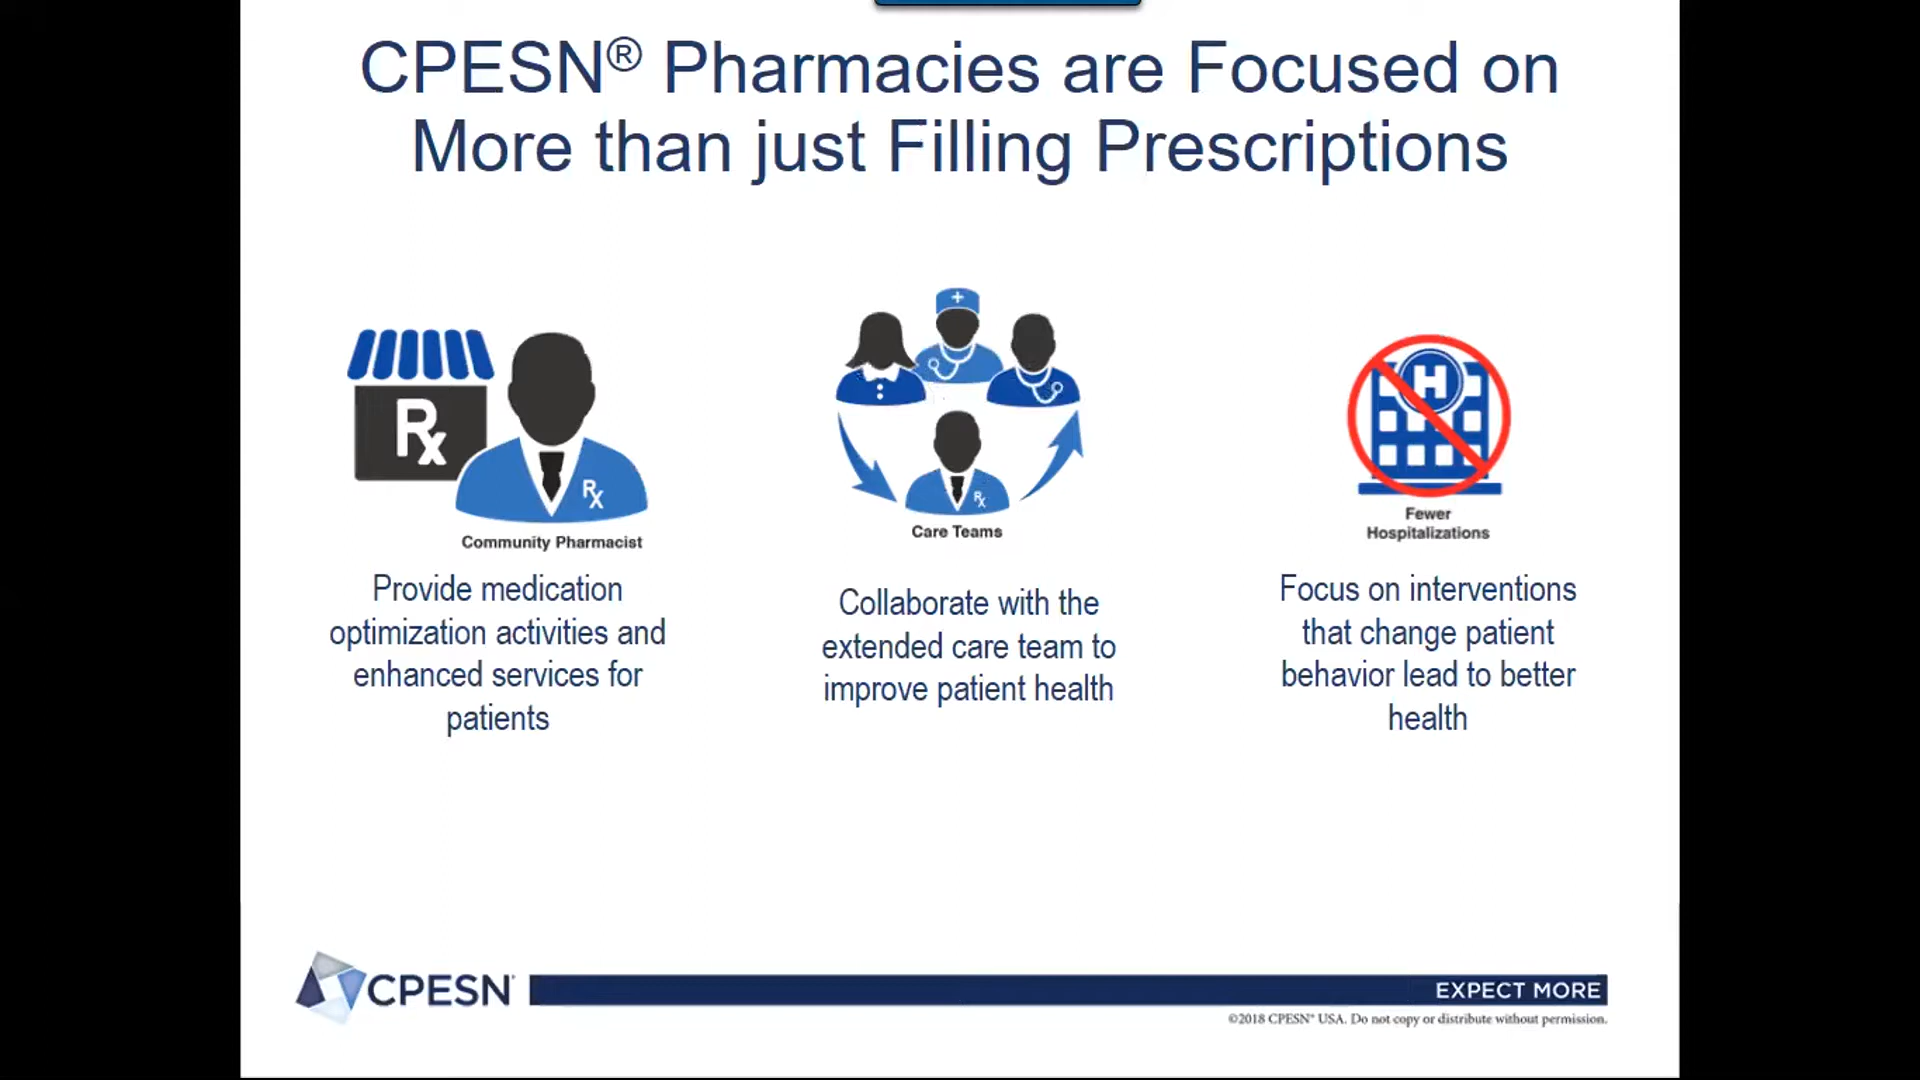 CPESN® Pharmacies are Focused on
More than just Filling Prescriptions
Rx
Rx
Community Pharmacist
Provide medication
optimization activities and
enhanced services for
patients
Rx
Care Teams
Collaborate with the
extended care team to
improve patient health
H
Fewer
Hospitalizations
Focus on interventions
that change patient
behavior lead to better
health
CPESN®
EXPECT MORE
©2018 CPESN® USA. Do not copy or distribute without permission.